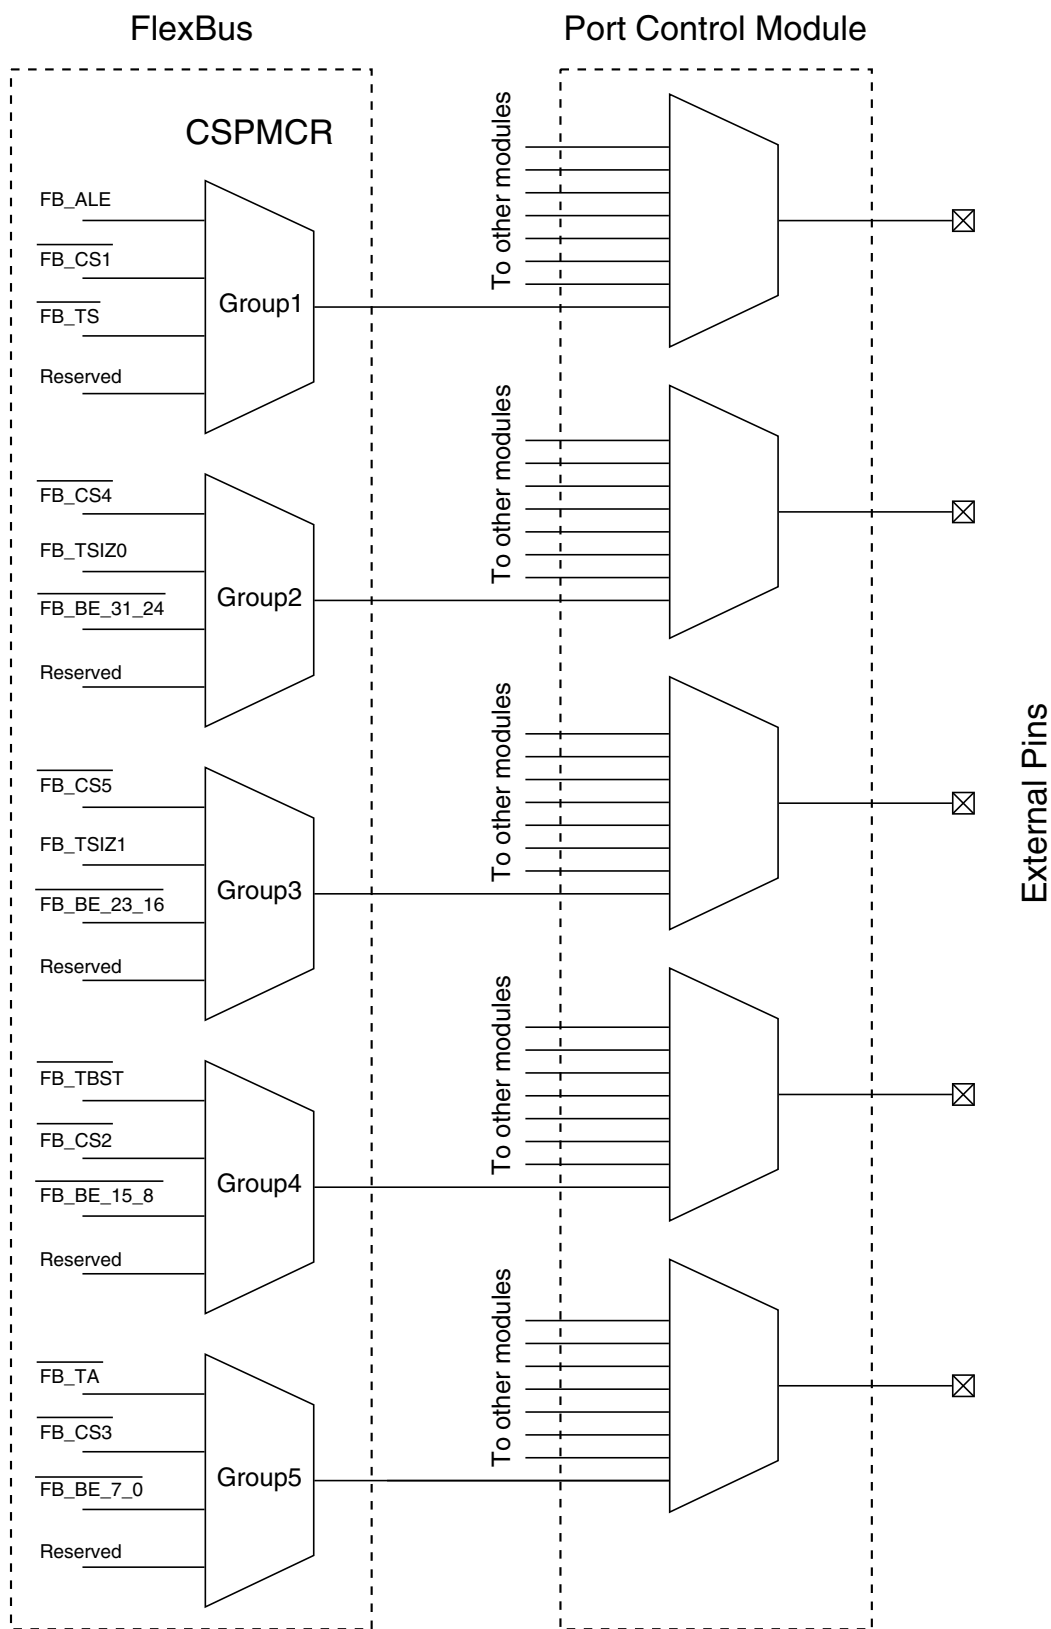 FlexBus
Port Control Module
CSPMCR
FB_ALE
FB_CS1
FB_TS
Reserved
Group1
To other modules
FB_CS4
FB_TSIZ0
FB_BE_31_24
Reserved
Group2
To other modules
FB_CS5
FB_TSIZ1
FB_BE_23_16
Reserved
Group3
To other modules
FB_TBST
FB_CS2
FB_BE_15_8
Reserved
Group4
To other modules
FB_TA
FB_CS3
FB_BE_7_0
Reserved
Group5
To other modules
External Pins